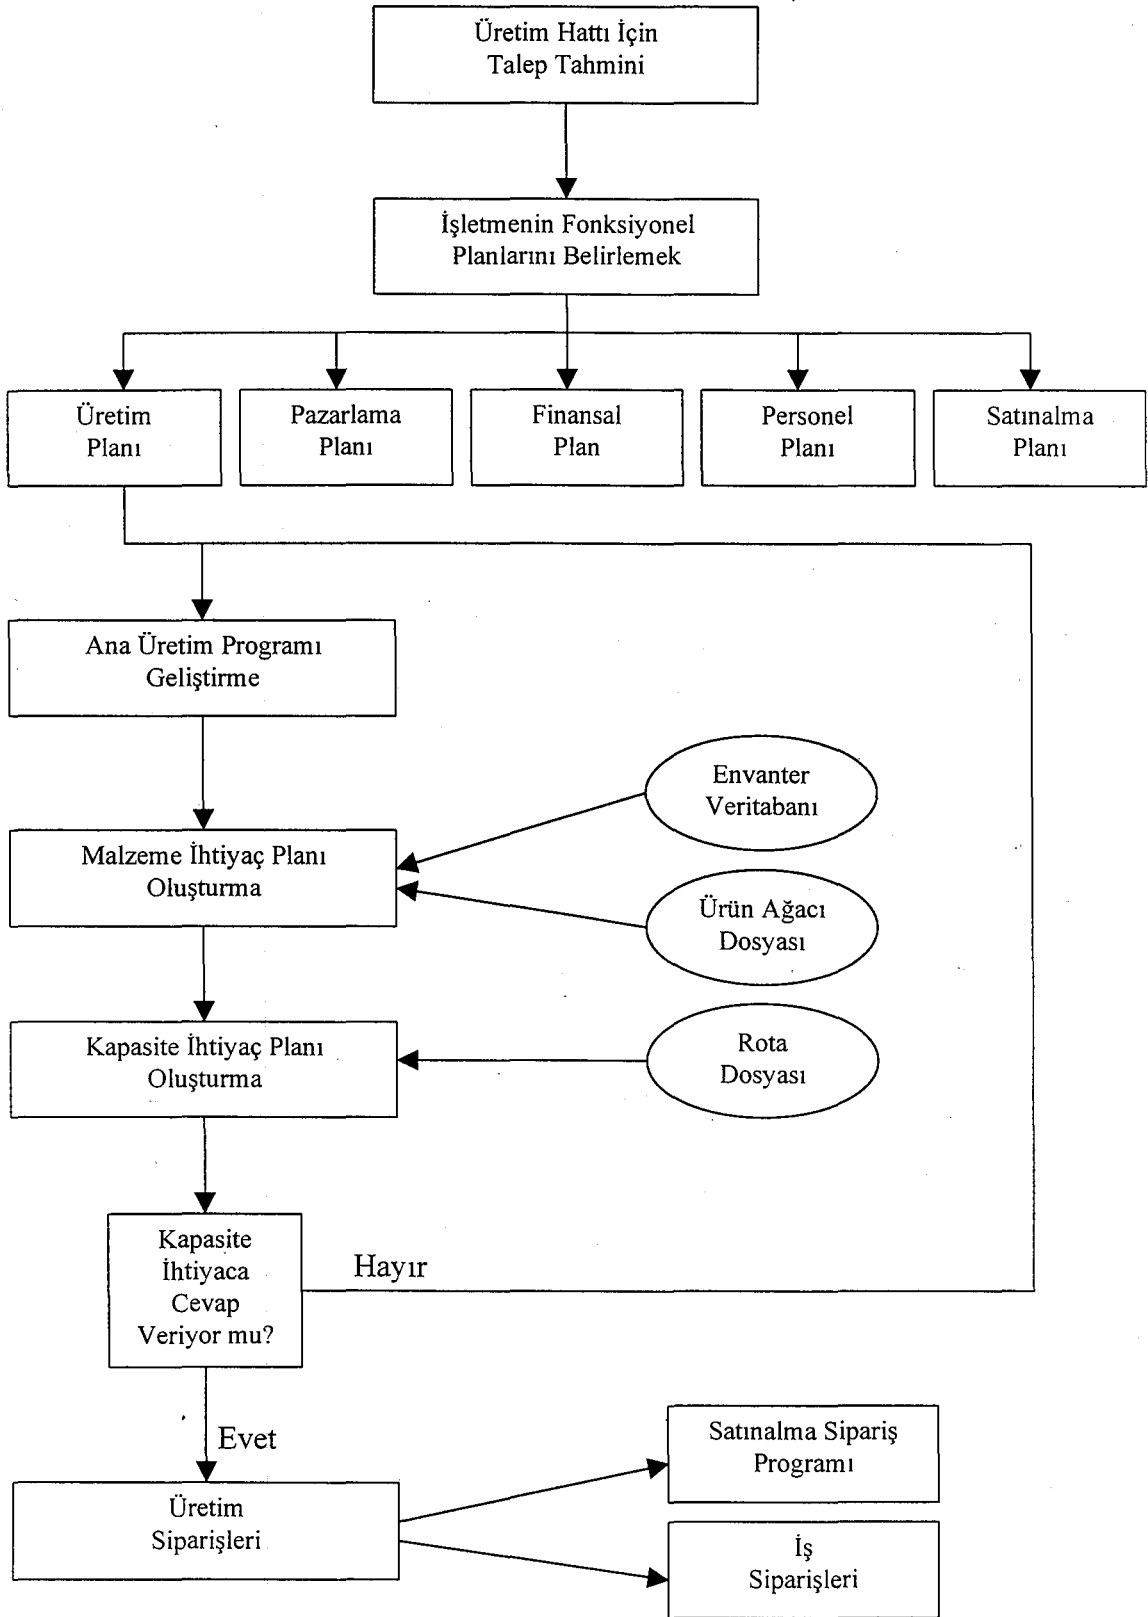 Üretim Hattı İçin
Talep Tahmini
İşletmenin Fonksiyonel
Planlarını Belirlemek
Üretim
Planı
Pazarlama
Planı
Finansal
Plan
Personel
Planı
Satınalma
Planı
Ana Üretim Programı
Geliştirme
Envanter
Veritabanı
Malzeme İhtiyaç Planı
Oluşturma
Ürün Ağacı
Dosyası
Kapasite İhtiyaç Planı
Oluşturma
Rota
Dosyası
Kapasite
İhtiyaca
Cevap
Veriyor mu?
Hayır
Evet
Satınalma Sipariş
Programı
Üretim
Siparişleri
İş
Siparişleri